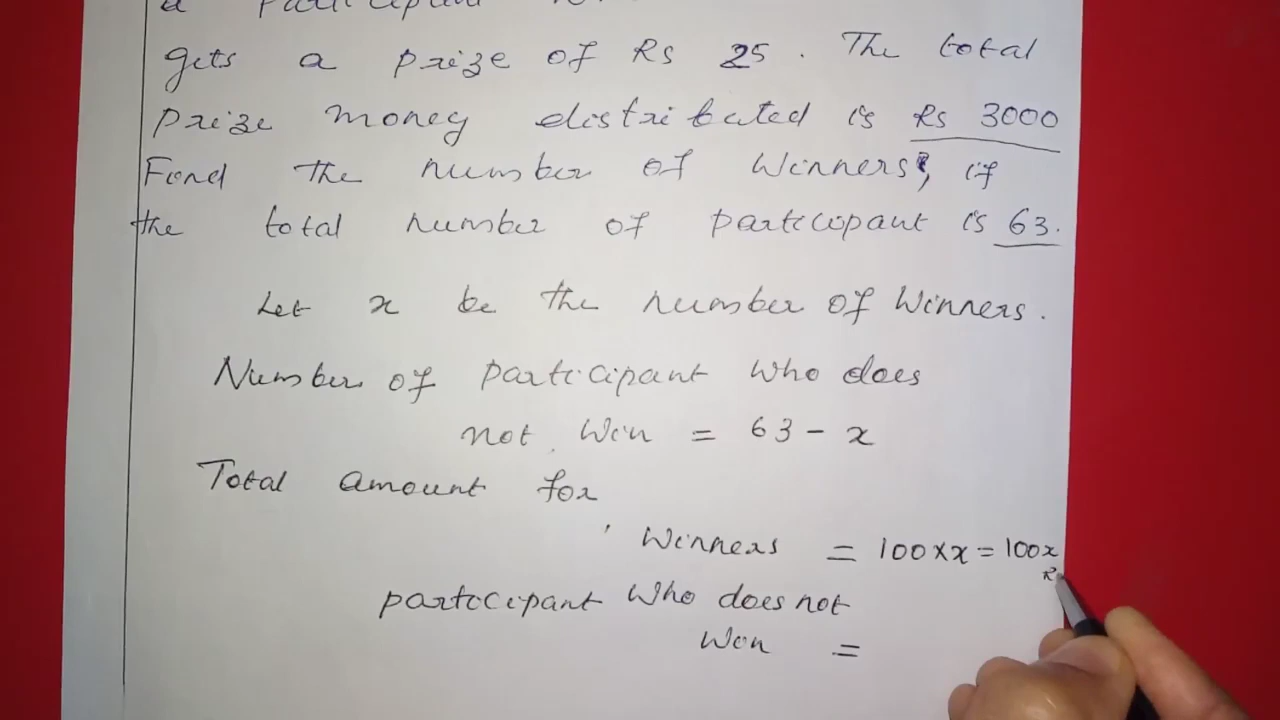 gets a prize of Rs 25. The total
prize money distributed is Rs 3000
Find the number of Winners, if
the total number of participant is 63.
Let x be the number of Winners.
Number of participant Who does
not Win = 63 - x
Total amount for
Winners = 100 × x = 100x
participant Who does not
Won =